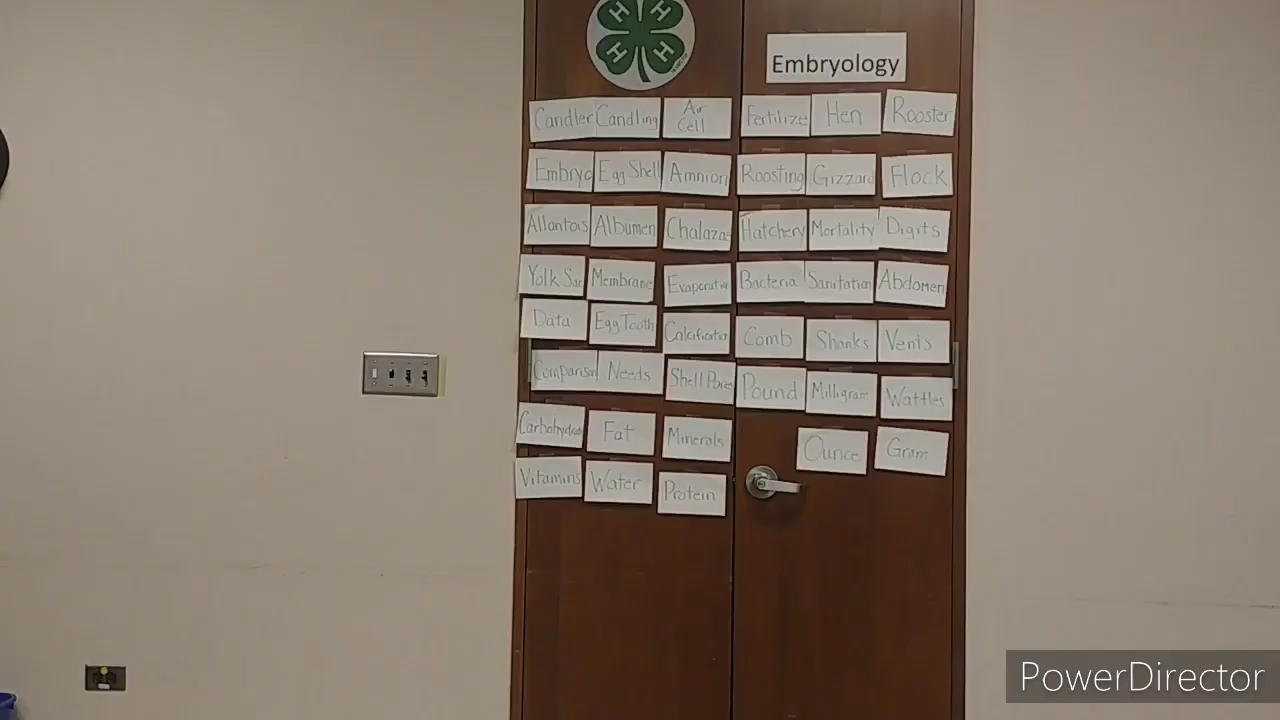 H H H H
Embryology
Candler Candling Air Cell Fertilize Hen Rooster
Embryo Egg Shell Amnion Roosting Gizzard Flock
Allantois Albumen Chalaza Hatchery Mortality Digits
Yolk Sac Membrane Evaporatio Bacteria Sanitation Abdomen
Data Egg Tooth Calcification Comb Shanks Vents
Comparison Needs Shell Pores Pound Milligram Wattles
Carbohydrates Fat Minerals Ounce Gram
Vitamins Water Protein
PowerDirector